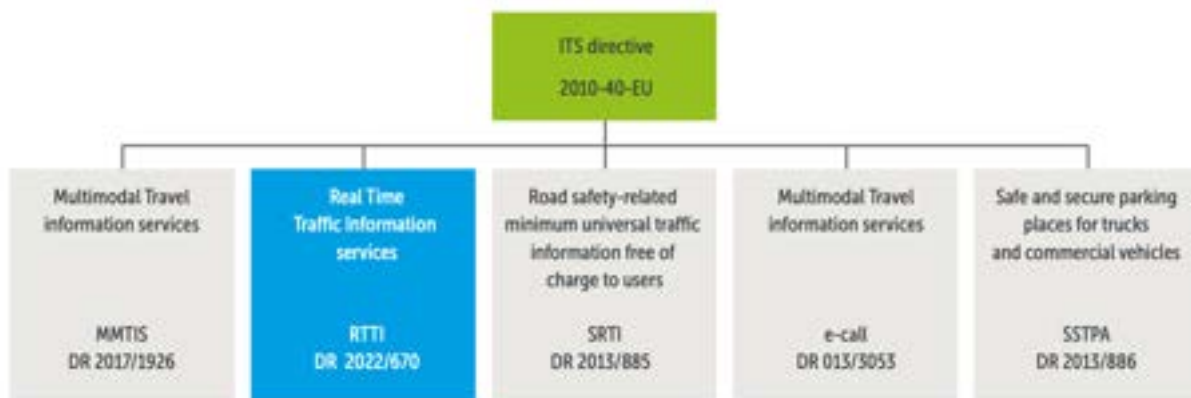 ITS directive
2010-40-EU
Multimodal Travel
information services
MMTIS
DR 2017/1926
Real Time
Traffic information
services
RTTI
DR 2022/670
Road safety-related
minimum universal traffic
information free of
charge to users
SRTI
DR 2013/885
Multimodal Travel
information services
e-call
DR 013/3053
Safe and secure parking
places for trucks
and commercial vehicles
SSTPA
DR 2013/886